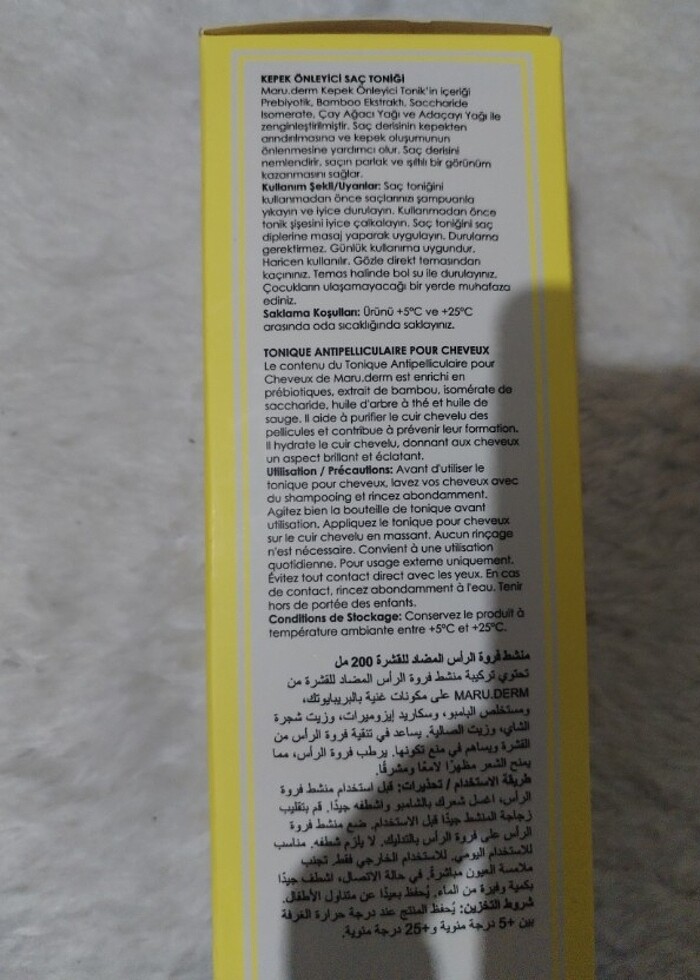 KEPEK ÖNLEYİCİ SAÇ TONİĞİ
Maru.derm Kepek Önleyici Tonik'in içeriği
Prebiyotik, Bamboo Ekstraktı, Saccharide
Isomerate, Çay Ağacı Yağı ve Adaçayı Yağı ile
zenginleştirilmiştir. Saç derisinin kepekten
arındırılmasına ve kepek oluşumunun
önlenmesine yardımcı olur. Saç derisini
nemlendirir, saçın parlak ve ışıltılı bir görünüm
kazanmasını sağlar.
Kullanım Şekli/Uyarılar: Saç toniğini
kullanmadan önce saçlarınızı şampuanla
yıkayın ve iyice durulayın. Kullanmadan önce
tonik şişesini iyice çalkalayın. Saç toniğini saç
diplerine masaj yaparak uygulayın. Durulama
gerektirmez. Günlük kullanıma uygundur.
Haricen kullanılır. Gözle direkt temasından
kaçınınız. Temas halinde bol su ile durulayınız.
Çocukların ulaşamayacağı bir yerde muhafaza
ediniz.
Saklama Koşulları: Ürünü +5°C ve +25°C
arasında oda sıcaklığında saklayınız.
TONIQUE ANTIPELLICULAIRE POUR CHEVEUX
Le contenu du Tonique Antipelliculaire pour
Cheveux de Maru.derm est enrichi en
prébiotiques, extrait de bambou, isomérate de
saccharide, huile d'arbre à thé et huile de
sauge. Il aide à purifier le cuir chevelu des
pellicules et contribue à prévenir leur formation.
Il hydrate le cuir chevelu, donnant aux cheveux
un aspect brillant et éclatant.
Utilisation / Précautions: Avant d'utiliser le
tonique pour cheveux, lavez vos cheveux avec
du shampooing et rincez abondamment.
Agitez bien la bouteille de tonique avant
utilisation. Appliquez le tonique pour cheveux
sur le cuir chevelu en massant. Aucun rinçage
n'est nécessaire. Convient à une utilisation
quotidienne. Pour usage externe uniquement.
Évitez tout contact direct avec les yeux. En cas
de contact, rincez abondamment à l'eau. Tenir
hors de portée des enfants.
Conditions de Stockage: Conservez le produit à
température ambiante entre +5°C et +25°C.
منشط فروة الرأس المضاد للقشرة 200 مل
تحتوي تركيبة منشط فروة الرأس المضاد للقشرة من
MARU.DERM على مكونات غنية بالبريبايوتك،
ومستخلص البامبو، وسكاريد إيزوميرات، وزيت شجرة
الشاي، وزيت الصالية. يساعد في تنقية فروة الرأس من
القشرة ويساهم في منع تكونها. يرطب فروة الرأس، مما
يمنح الشعر مظهرًا لامعًا ومشرقًا.
طريقة الاستخدام / تحذيرات: قبل استخدام منشط فروة
الرأس، اغسل شعرك بالشامبو واشطفه جيدًا. قم بتقليب
زجاجة المنشط جيدًا قبل الاستخدام. ضع منشط فروة
الرأس على فروة الرأس بالتدليك. لا يلزم شطفه. مناسب
للاستخدام اليومي. للاستخدام الخارجي فقط. تجنب
ملامسة العيون مباشرة. في حالة الاتصال، اشطف جيدًا
بكمية وفيرة من الماء. يُحفظ بعيدًا عن متناول الأطفال.
شروط التخزين: يُحفظ المنتج عند درجة حرارة الغرفة
بين +5 درجة مئوية و+25 درجة مئوية.